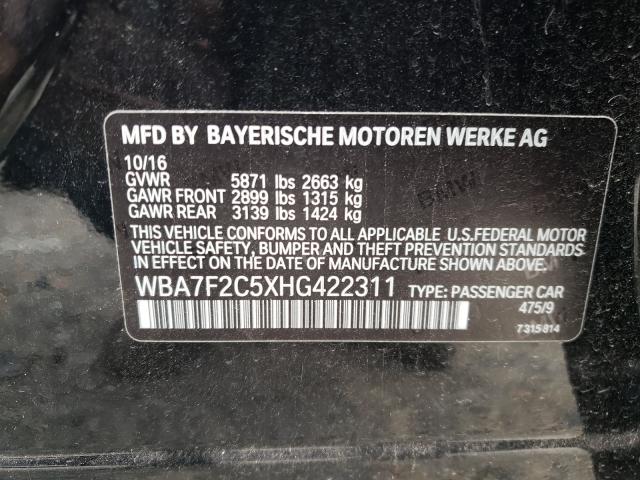 MFD BY BAYERISCHE MOTOREN WERKE AG
10/16
GVWR 5871 lbs 2663 kg
GAWR FRONT 2899 lbs 1315 kg
GAWR REAR 3139 lbs 1424 kg
THIS VEHICLE CONFORMS TO ALL APPLICABLE U.S.FEDERAL MOTOR
VEHICLE SAFETY, BUMPER AND THEFT PREVENTION STANDARDS
IN EFFECT ON THE DATE OF MANUFACTURE SHOWN ABOVE.
WBA7F2C5XHG422311 TYPE: PASSENGER CAR
475/9
7315814
BMW